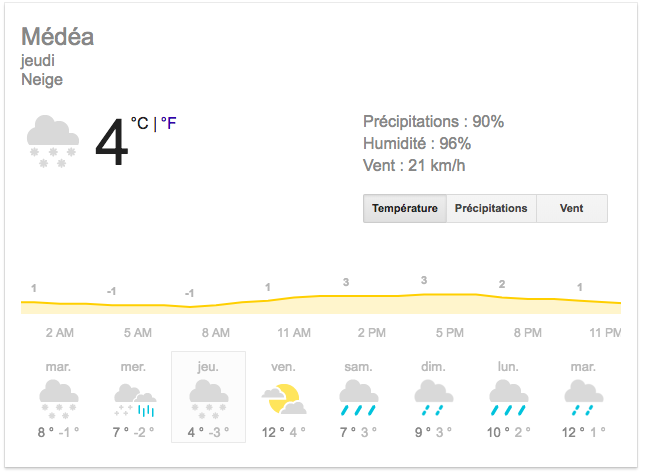 Médéa
jeudi
Neige
4 °C | °F
Précipitations : 90%
Humidité : 96%
Vent : 21 km/h
Température Précipitations Vent
1 -1 -1 1 3 3 2 1
2 AM 5 AM 8 AM 11 AM 2 PM 5 PM 8 PM 11 PM
mar. mer. jeu. ven. sam. dim. lun. mar.
8 ° -1 ° 7 ° -2 ° 4 ° -3 ° 12 ° 4 ° 7 ° 3 ° 9 ° 3 ° 10 ° 2 ° 12 ° 1 °